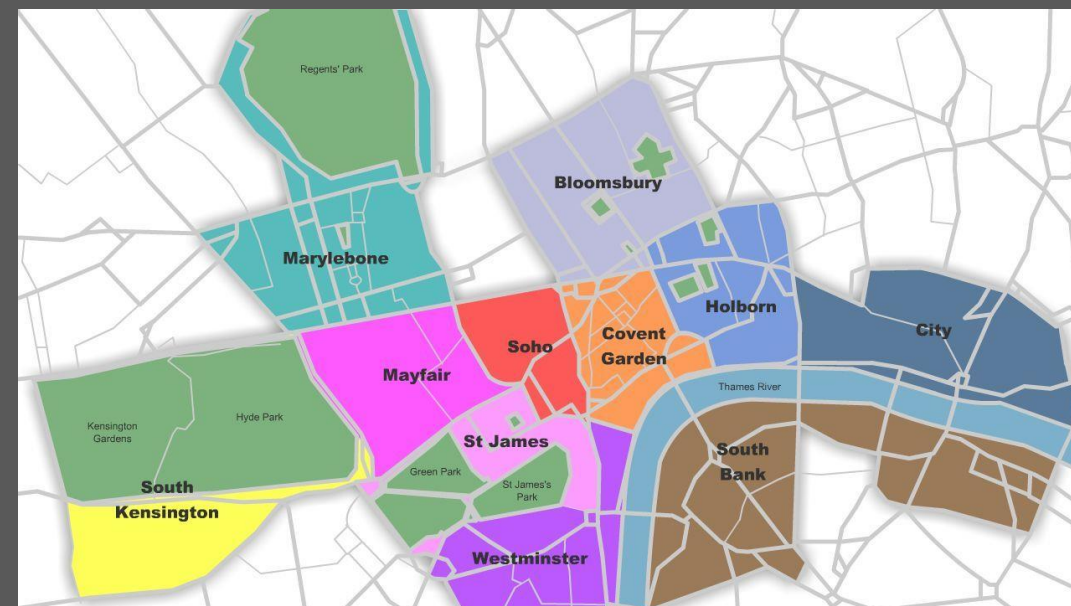 Regents' Park
Bloomsbury
Marylebone
Holborn
City
Covent
Garden
Soho
Mayfair
Thames River
Hyde Park
Kensington
Gardens
St James
South
Bank
Green Park
St James's
Park
South
Kensington
Westminster